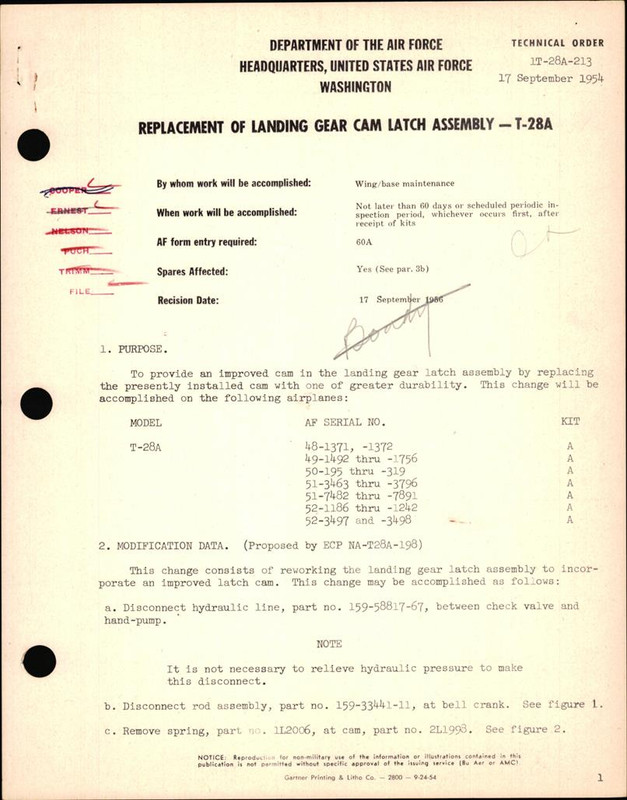 DEPARTMENT OF THE AIR FORCE
HEADQUARTERS, UNITED STATES AIR FORCE
WASHINGTON
TECHNICAL ORDER
1T-28A-213
17 September 1954
REPLACEMENT OF LANDING GEAR CAM LATCH ASSEMBLY — T-28A
COOPER
ERNEST
NELSON
PUCH
TRIMM
FILE
By whom work will be accomplished: Wing/base maintenance
When work will be accomplished: Not later than 60 days or scheduled periodic in-
spection period, whichever occurs first, after
receipt of kits
AF form entry required: 60A
Spares Affected: Yes (See par. 3b)
Recision Date: 17 September 1956
1. PURPOSE.
To provide an improved cam in the landing gear latch assembly by replacing
the presently installed cam with one of greater durability. This change will be
accomplished on the following airplanes:
MODEL AF SERIAL NO. KIT
T-28A 48-1371, -1372 A
49-1492 thru -1756 A
50-195 thru -319 A
51-3463 thru -3796 A
51-7482 thru -7891 A
52-1186 thru -1242 A
52-3497 and -3498 A
2. MODIFICATION DATA. (Proposed by ECP NA-T28A-198)
This change consists of reworking the landing gear latch assembly to incor-
porate an improved latch cam. This change may be accomplished as follows:
a. Disconnect hydraulic line, part no. 159-58817-67, between check valve and
hand-pump.
NOTE
It is not necessary to relieve hydraulic pressure to make
this disconnect.
b. Disconnect rod assembly, part no. 159-33441-11, at bell crank. See figure 1.
c. Remove spring, part no. 1L2006, at cam, part no. 2L1998. See figure 2.
NOTICE: Reproduction for non-military use of the information or illustrations contained in this
publication is not permitted without specific approval of the issuing service (Bu Aer or AMC)
Gartner Printing & Litho Co. — 2800 — 9-24-54
1